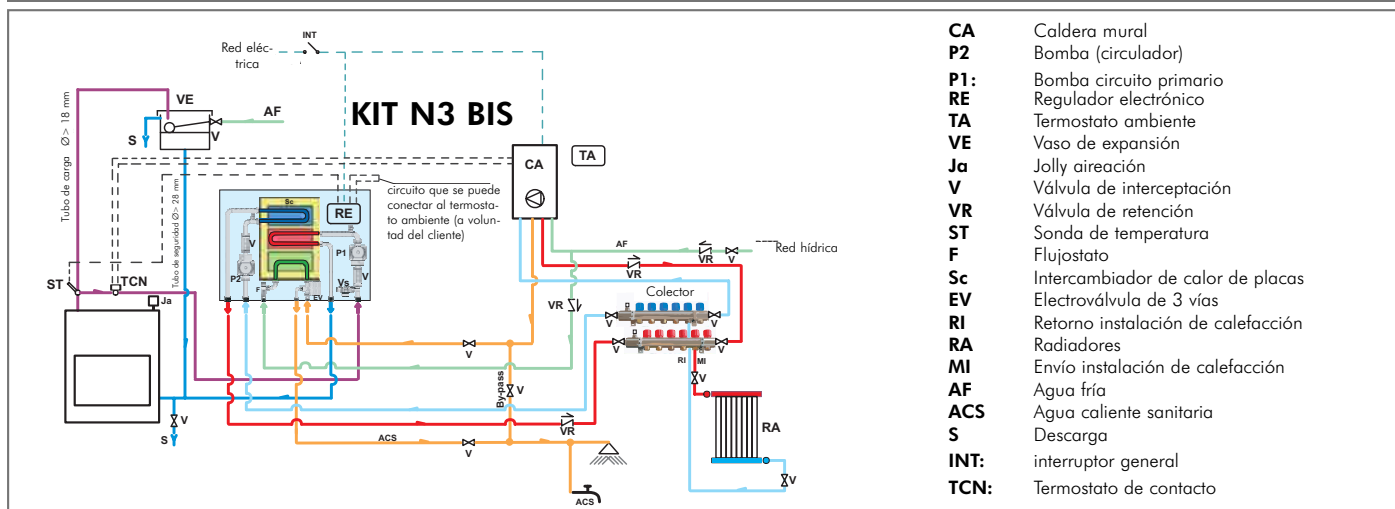 INT
Red eléc-
trica
KIT N3 BIS
VE
AF
S
V
Tubo de carga Ø > 18 mm
Tubo de seguridad Ø> 28 mm
CA
TA
circuito que se puede
conectar al termosta-
to ambiente (a volun-
tad del cliente)
Sc
RE
V
P2
P1
V
F
EV
Vs
ST
TCN
Ja
AF
VR
V
Red hídrica
VR
VR
Colector
V
V
V
V
RI
MI
V
V
By-pass
V
V
S
VR
ACS
V
RA
V
ACS
CA Caldera mural
P2 Bomba (circulador)
P1: Bomba circuito primario
RE Regulador electrónico
TA Termostato ambiente
VE Vaso de expansión
Ja Jolly aireación
V Válvula de interceptación
VR Válvula de retención
ST Sonda de temperatura
F Flujostato
Sc Intercambiador de calor de placas
EV Electroválvula de 3 vías
RI Retorno instalación de calefacción
RA Radiadores
MI Envío instalación de calefacción
AF Agua fría
ACS Agua caliente sanitaria
S Descarga
INT: interruptor general
TCN: Termostato de contacto